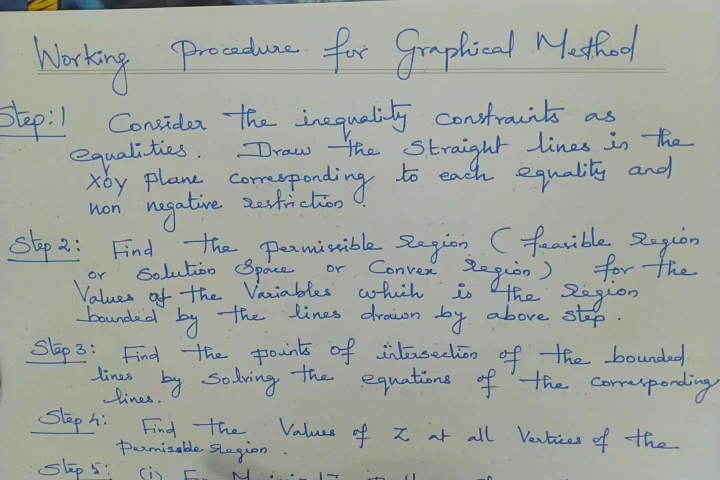 Working Procedure for Graphical Method
Step:1 Consider the inequality constraints as
equalities. Draw the Straight lines in the
XOY plane corresponding to each equality and
non negative restriction.
Step 2: Find the permissible region (feasible region
or solution Space or Convex region) for the
Values of the Variables which is the region
bounded by the lines drawn by above step.
Step 3: Find the points of intersection of the bounded
lines by solving the equations of the corresponding
lines.
Step 4: Find the Values of Z at all Vertices of the
Permissable region.
Step 5: (i) For